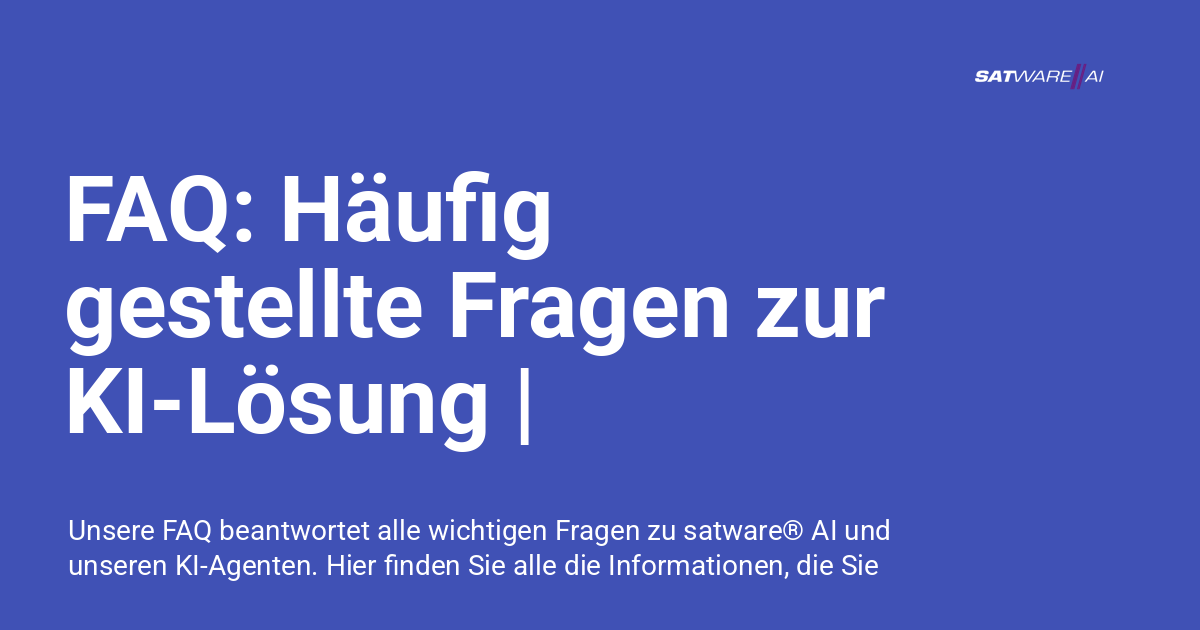 SATWARE//AI
FAQ: Häufig
gestellte Fragen zur
KI-Lösung |
Unsere FAQ beantwortet alle wichtigen Fragen zu satware® AI und
unseren KI-Agenten. Hier finden Sie alle die Informationen, die Sie